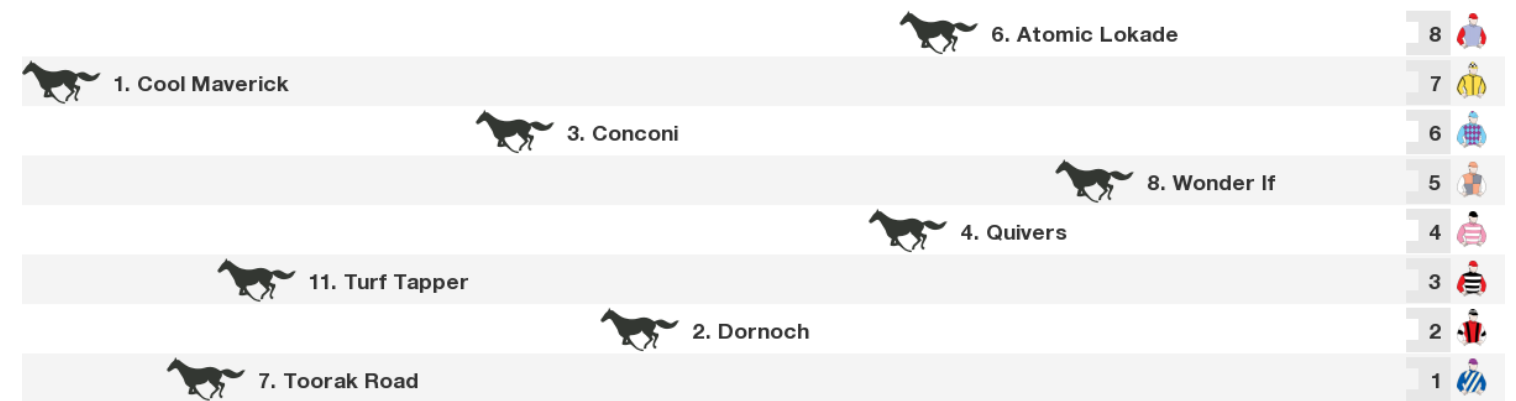 6. Atomic Lokade 8
1. Cool Maverick 7
3. Conconi 6
8. Wonder If 5
4. Quivers 4
11. Turf Tapper 3
2. Dornoch 2
7. Toorak Road 1